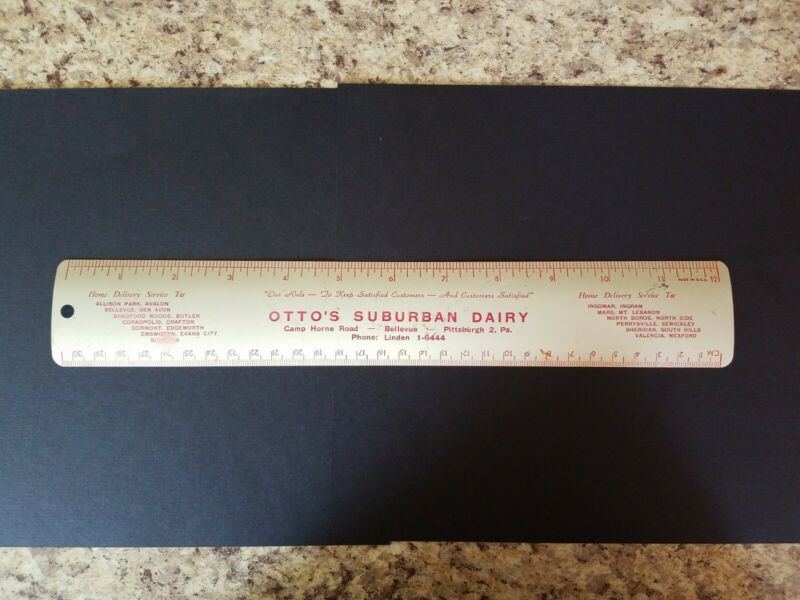 1 2 3 4 5 6 7 8 9 10 11 12
MADE IN U.S.A.
Home Delivery Service To:
ALLISON PARK, AVALON
BELLEVUE, BEN AVON
BRADFORD WOODS, BUTLER
CORAOPOLIS, CRAFTON
DORMONT, EDGEWORTH
EMSWORTH, EVANS CITY
"Our Rule — To Keep Satisfied Customers — And Customers Satisfied"
OTTO'S SUBURBAN DAIRY
Camp Horne Road — Bellevue — Pittsburgh 2, Pa.
Phone: Linden 1-6444
Home Delivery Service To:
INGOMAR, INGRAM
MARS, MT. LEBANON
NORTH BOROS, NORTH SIDE
PERRYSVILLE, SEWICKLEY
SHERIDAN, SOUTH HILLS
VALENCIA, WEXFORD
30 29 28 27 26 25 24 23 22 21 20 19 18 17 16 15 14 13 12 11 10 9 8 7 6 5 4 3 2 1 CM